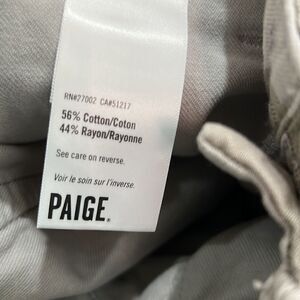 RN#27002 CA#51217
56% Cotton/Coton
44% Rayon/Rayonne
See care on reverse.
Voir le soin sur l'inverse.
PAIGE.